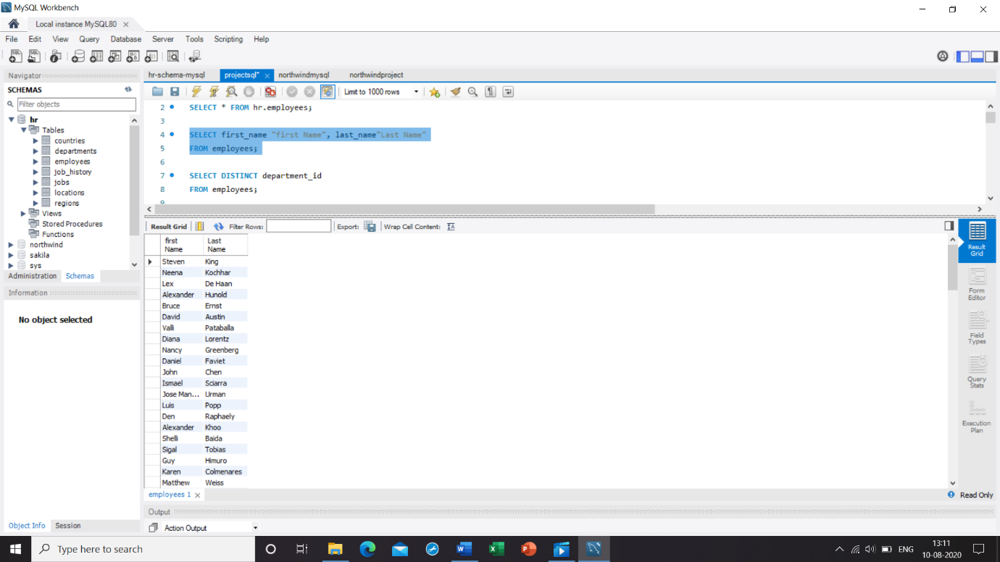 MySQL Workbench
Local instance MySQL80
File Edit View Query Database Server Tools Scripting Help
Navigator
SCHEMAS
Filter objects
hr
Tables
countries
departments
employees
job_history
jobs
locations
regions
Views
Stored Procedures
Functions
northwind
sakila
sys
Administration Schemas
Information
No object selected
Object Info Session
hr-schema-mysql projectsql* northwindmysql northwindproject
Limit to 1000 rows
2 SELECT * FROM hr.employees;
3
4 SELECT first_name "first Name", last_name"Last Name"
5 FROM employees;
6
7 SELECT DISTINCT department_id
8 FROM employees;
9
Result Grid Filter Rows: Export: Wrap Cell Content:
first Name Last Name
Steven King
Neena Kochhar
Lex De Haan
Alexander Hunold
Bruce Ernst
David Austin
Valli Pataballa
Diana Lorentz
Nancy Greenberg
Daniel Faviet
John Chen
Ismael Sciarra
Jose Man... Urman
Luis Popp
Den Raphaely
Alexander Khoo
Shelli Baida
Sigal Tobias
Guy Himuro
Karen Colmenares
Matthew Weiss
Result Grid
Form Editor
Field Types
Query Stats
Execution Plan
employees 1
Read Only
Output
Action Output
Type here to search
ENG
13:11
10-08-2020